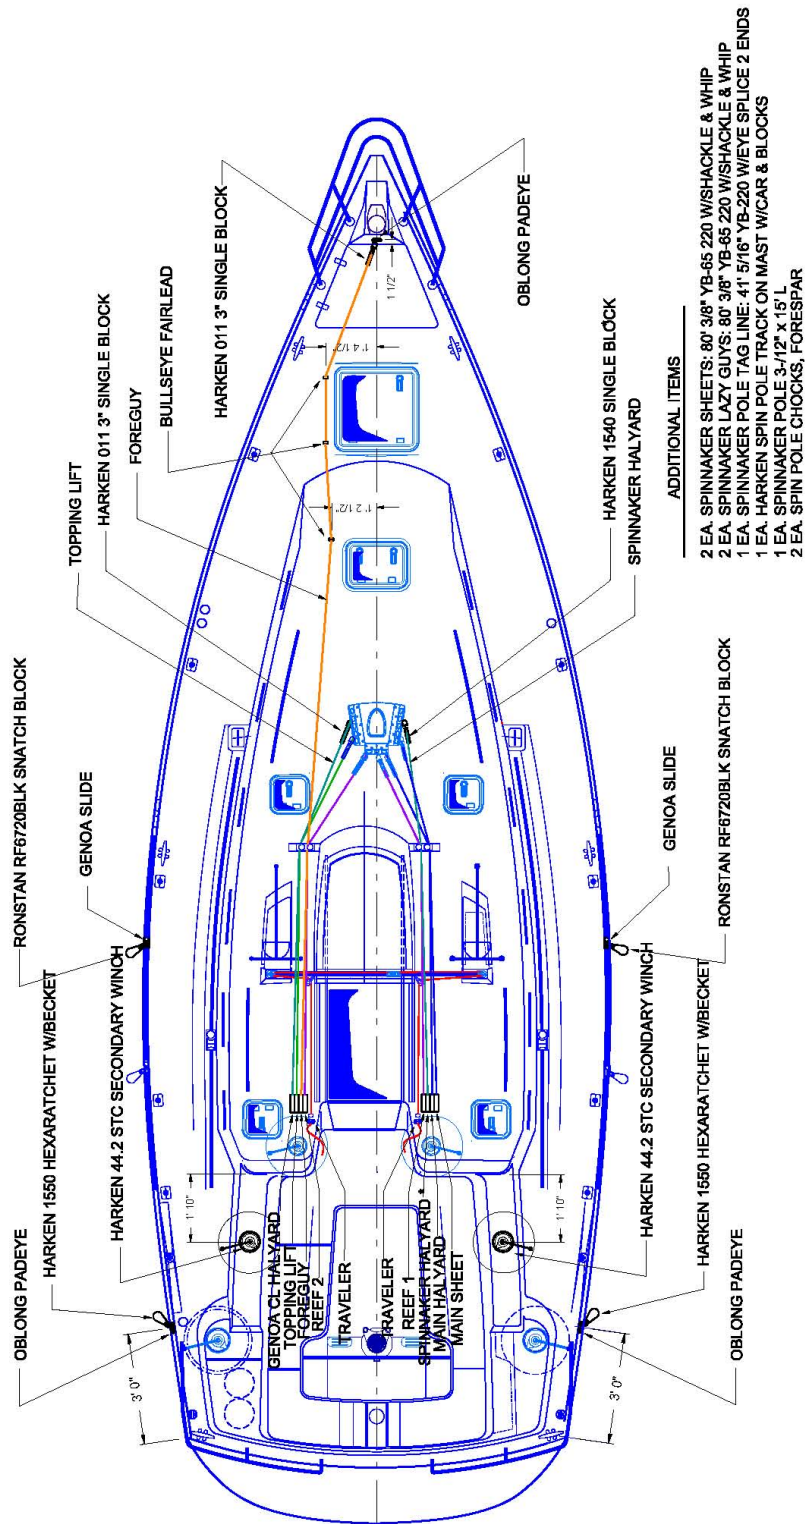 OBLONG PADEYE
HARKEN 1550 HEXARATCHET W/BECKET
HARKEN 44.2 STC SECONDARY WINCH
RONSTAN RF6720BLK SNATCH BLOCK
GENOA SLIDE
TOPPING LIFT
HARKEN 011 3" SINGLE BLOCK
FOREGUY
BULLSEYE FAIRLEAD
HARKEN 011 3" SINGLE BLOCK
3' 0"
1' 10"
1' 2 1/2"
1' 4 1/2"
1 1/2"
GENOA CL HALYARD
TOPPING LIFT
FOREGUY
REEF 2
TRAVELER
TRAVELER
REEF 1
SPINNAKER HALYARD *
MAIN HALYARD
MAIN SHEET
3' 0"
1' 10"
OBLONG PADEYE
HARKEN 1550 HEXARATCHET W/BECKET
HARKEN 44.2 STC SECONDARY WINCH
RONSTAN RF6720BLK SNATCH BLOCK
GENOA SLIDE
SPINNAKER HALYARD
HARKEN 1540 SINGLE BLOCK
OBLONG PADEYE
ADDITIONAL ITEMS
2 EA. SPINNAKER SHEETS: 80' 3/8" YB-65 220 W/SHACKLE & WHIP
2 EA. SPINNAKER LAZY GUYS: 80' 3/8" YB-65 220 W/SHACKLE & WHIP
1 EA. SPINNAKER POLE TAG LINE: 41' 5/16" YB-220 W/EYE SPLICE 2 ENDS
1 EA. HARKEN SPIN POLE TRACK ON MAST W/CAR & BLOCKS
1 EA. SPINNAKER POLE 3-/12" x 15' L
2 EA. SPIN POLE CHOCKS, FORESPAR